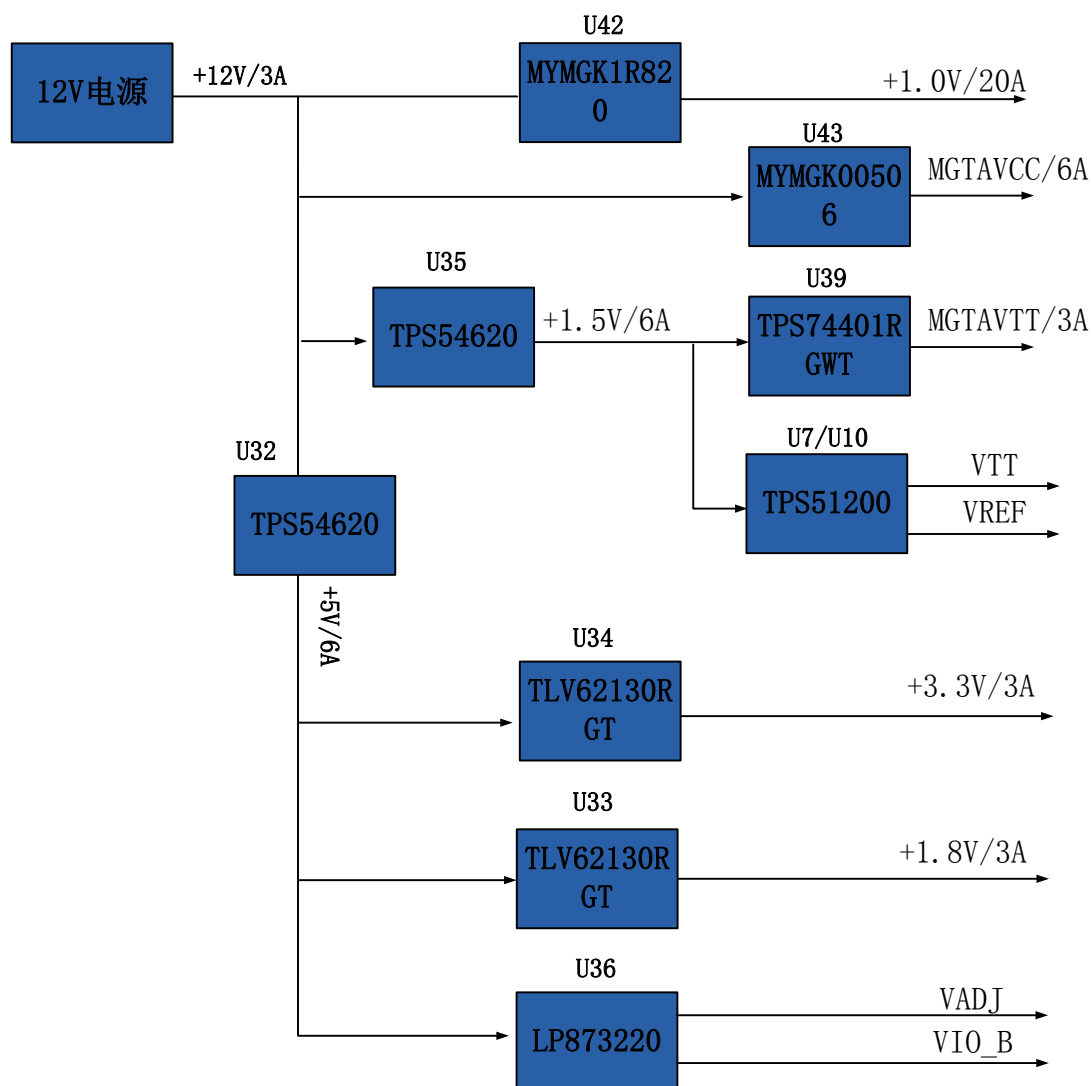 U42
12V电源
+12V/3A
MYMGK1R82
0
+1.0V/20A
U43
MYMGK0050
6
MGTAVCC/6A
U35
TPS54620
+1.5V/6A
U39
TPS74401R
GWT
MGTAVTT/3A
U32
TPS54620
U7/U10
TPS51200
VTT
VREF
+5V/6A
U34
TLV62130R
GT
+3.3V/3A
U33
TLV62130R
GT
+1.8V/3A
U36
LP873220
VADJ
VIO_B